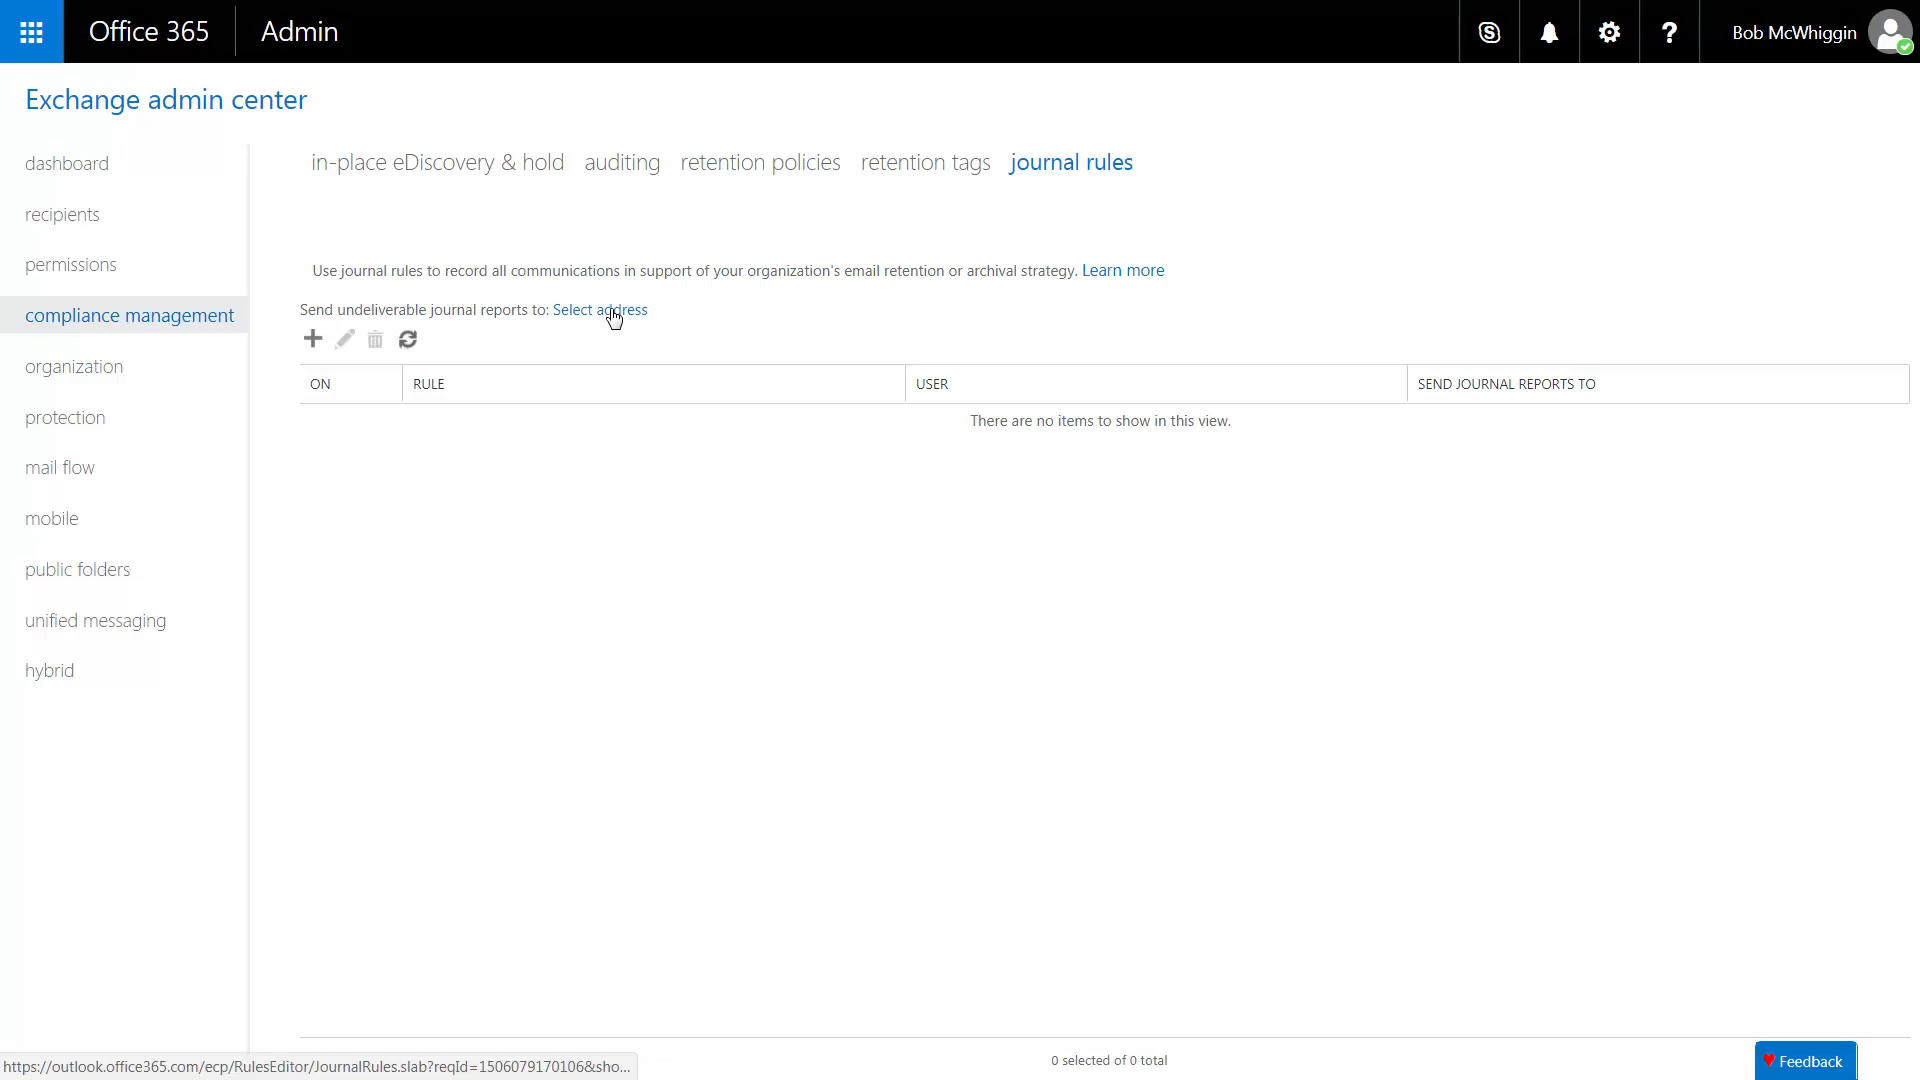 Office 365 Admin Bob McWhiggin
Exchange admin center
dashboard
recipients
permissions
compliance management
organization
protection
mail flow
mobile
public folders
unified messaging
hybrid
in-place eDiscovery & hold auditing retention policies retention tags journal rules
Use journal rules to record all communications in support of your organization's email retention or archival strategy. Learn more
Send undeliverable journal reports to: Select address
ON RULE USER SEND JOURNAL REPORTS TO
There are no items to show in this view.
0 selected of 0 total
Feedback
https://outlook.office365.com/ecp/RulesEditor/JournalRules.slab?reqId=1506079170106&sho...